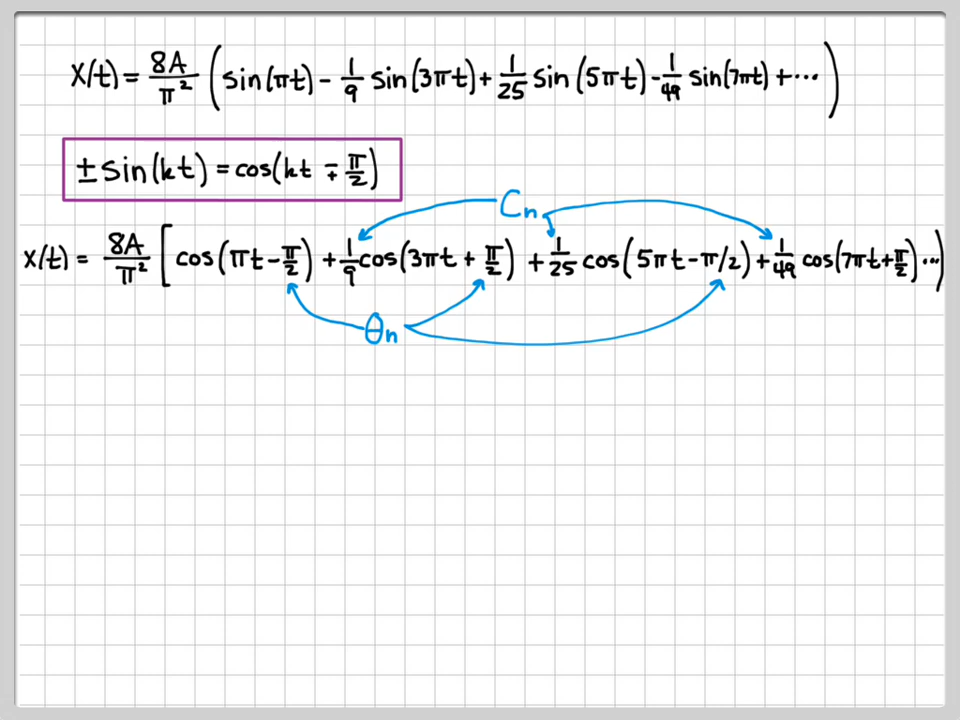 x(t) = 8A/π² ( sin(πt) - 1/9 sin(3πt) + 1/25 sin(5πt) - 1/49 sin(7πt) + ⋯ )
± sin(kt) = cos(kt ∓ π/2)
Cn
x(t) = 8A/π² [ cos(πt - π/2) + 1/9 cos(3πt + π/2) + 1/25 cos(5πt - π/2) + 1/49 cos(7πt + π/2) ⋯ )
θn